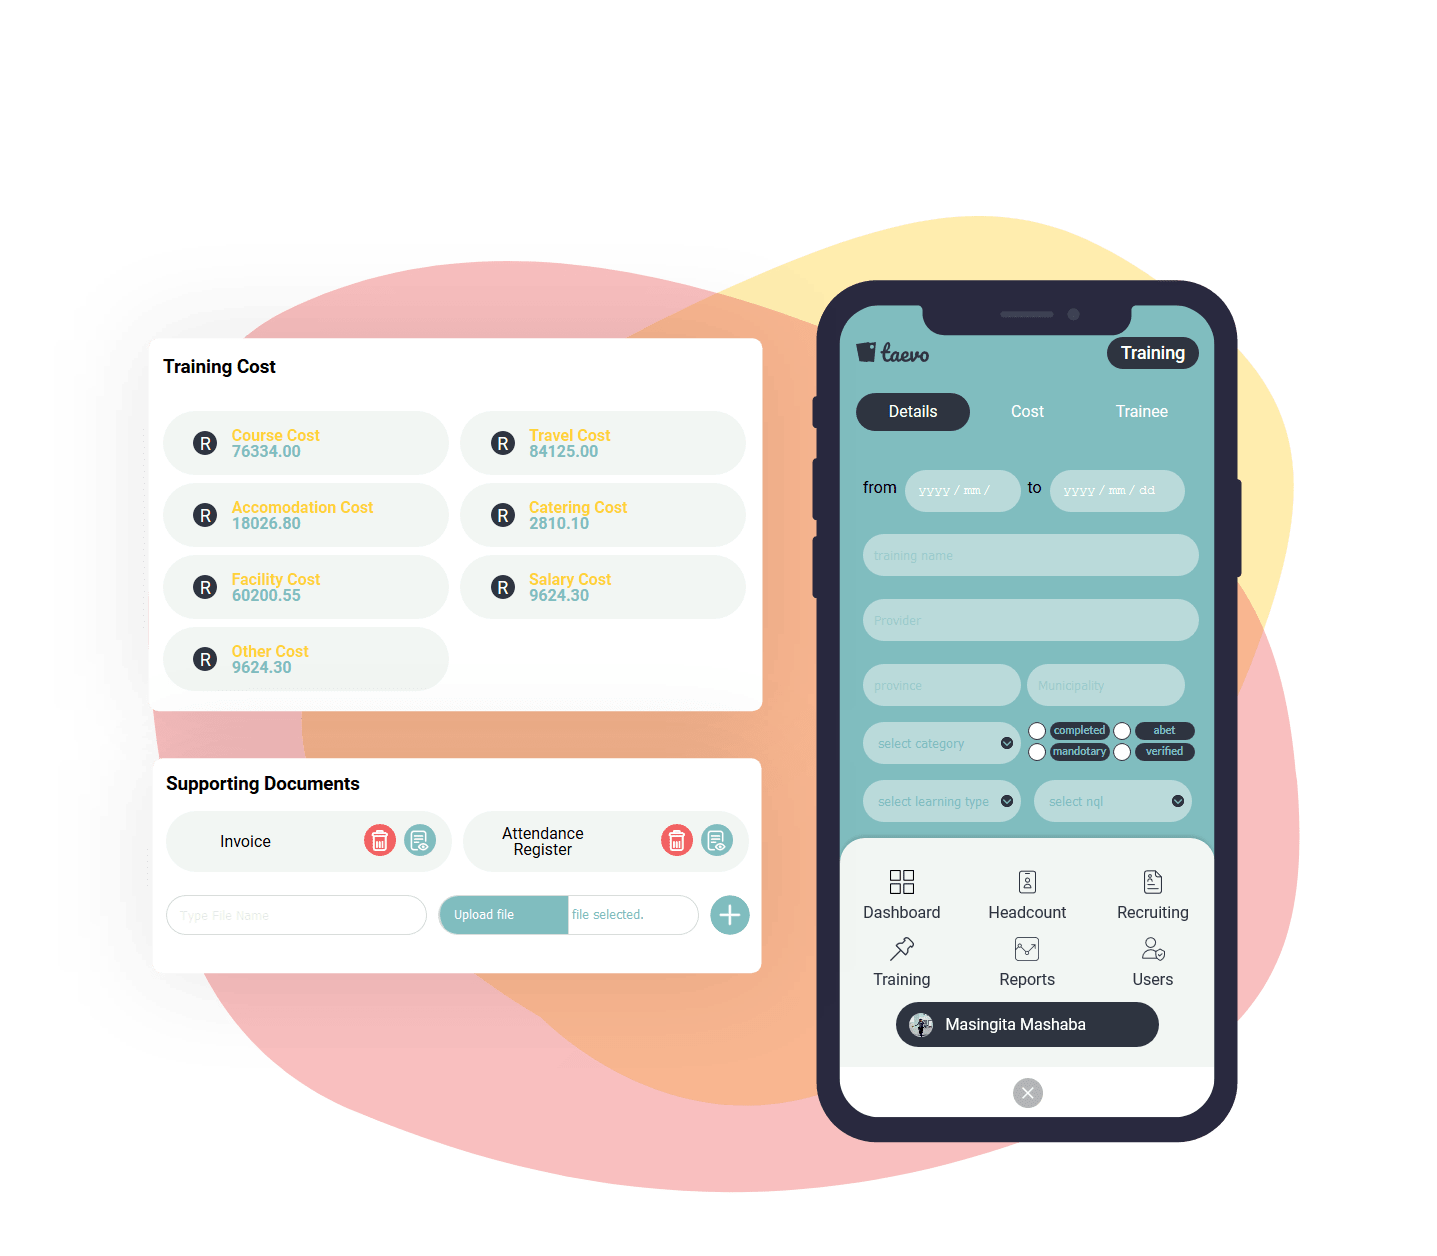 Training Cost
R
Course Cost
76334.00
R
Travel Cost
84125.00
R
Accomodation Cost
18026.80
R
Catering Cost
2810.10
R
Facility Cost
60200.55
R
Salary Cost
9624.30
R
Other Cost
9624.30
Supporting Documents
Invoice
Attendance
Register
Type File Name
Upload file
file selected.
taevo
Training
Details
Cost
Trainee
from
yyyy / mm /
to
yyyy / mm / dd
training name
Provider
province
Municipality
select category
completed
abet
mandotary
verified
select learning type
select nql
Dashboard
Headcount
Recruiting
Training
Reports
Users
Masingita Mashaba